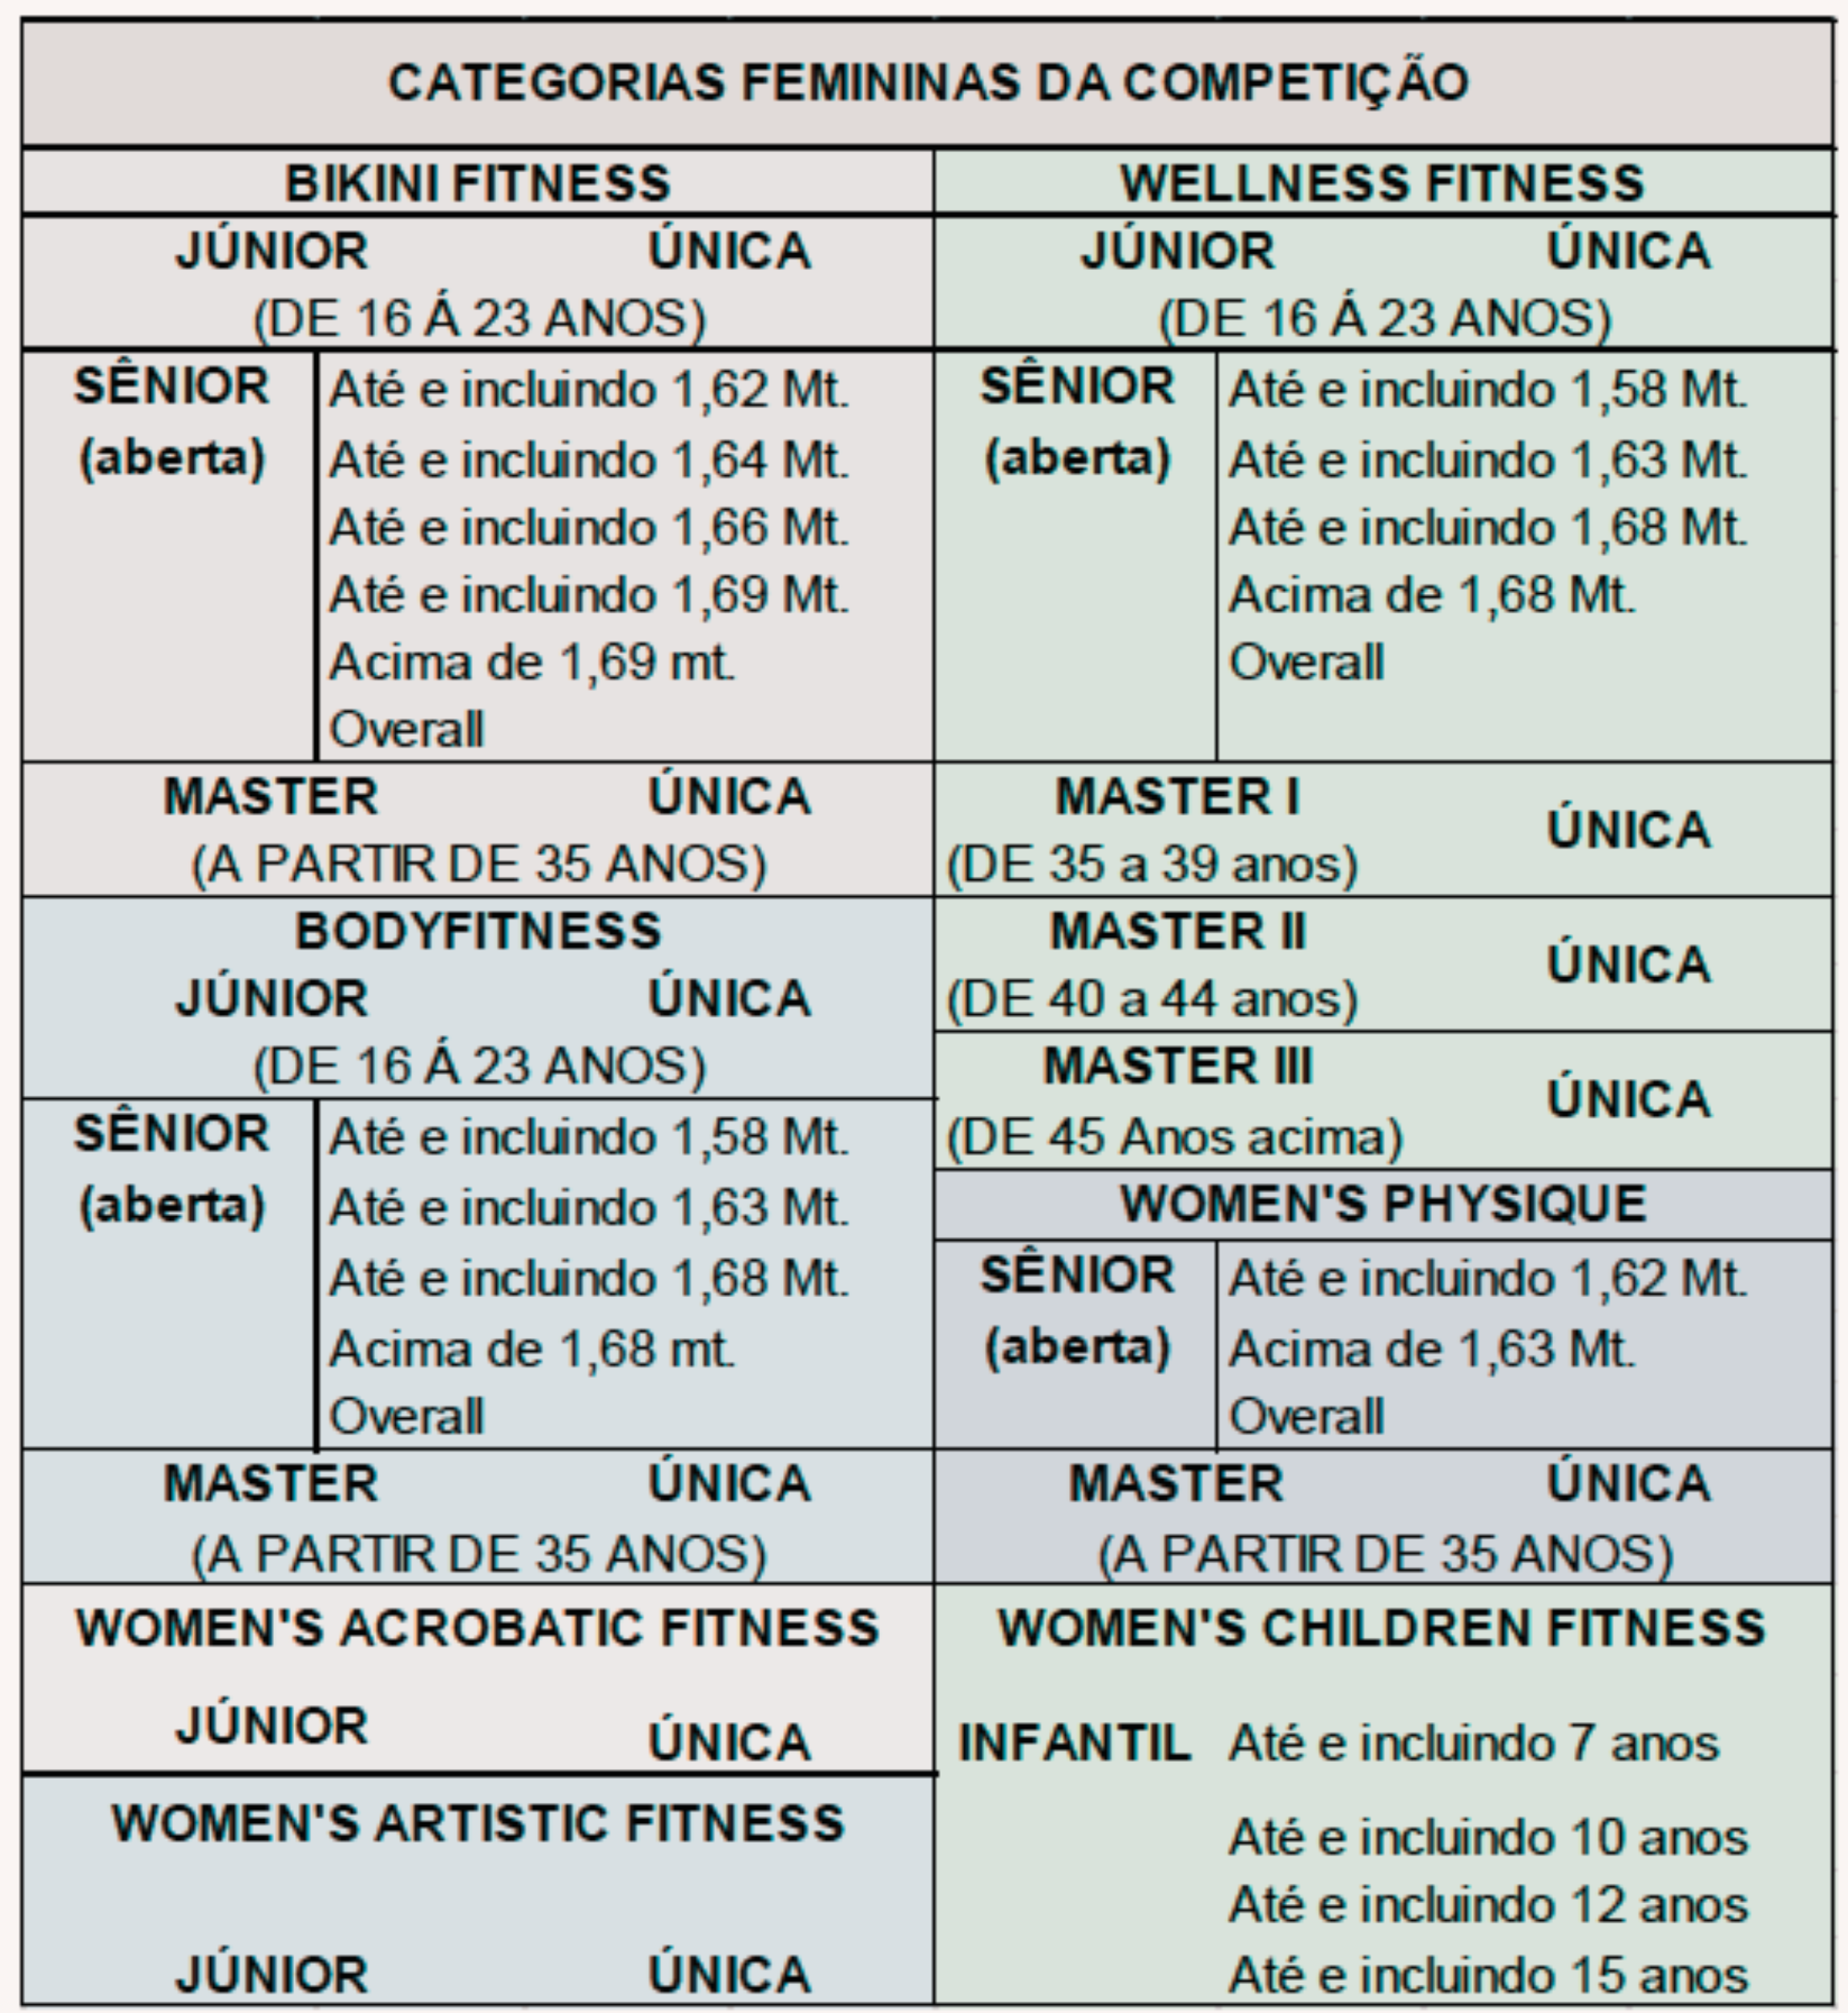 CATEGORIAS FEMININAS DA COMPETIÇÃO
BIKINI FITNESS
JÚNIOR ÚNICA
(DE 16 Á 23 ANOS)
SÊNIOR Até e incluindo 1,62 Mt.
(aberta) Até e incluindo 1,64 Mt.
Até e incluindo 1,66 Mt.
Até e incluindo 1,69 Mt.
Acima de 1,69 mt.
Overall
MASTER ÚNICA
(A PARTIR DE 35 ANOS)
BODYFITNESS
JÚNIOR ÚNICA
(DE 16 Á 23 ANOS)
SÊNIOR Até e incluindo 1,58 Mt.
(aberta) Até e incluindo 1,63 Mt.
Até e incluindo 1,68 Mt.
Acima de 1,68 mt.
Overall
MASTER ÚNICA
(A PARTIR DE 35 ANOS)
WOMEN'S ACROBATIC FITNESS
JÚNIOR ÚNICA
WOMEN'S ARTISTIC FITNESS
JÚNIOR ÚNICA
WELLNESS FITNESS
JÚNIOR ÚNICA
(DE 16 Á 23 ANOS)
SÊNIOR Até e incluindo 1,58 Mt.
(aberta) Até e incluindo 1,63 Mt.
Até e incluindo 1,68 Mt.
Acima de 1,68 Mt.
Overall
MASTER I ÚNICA
(DE 35 a 39 anos)
MASTER II ÚNICA
(DE 40 a 44 anos)
MASTER III ÚNICA
(DE 45 Anos acima)
WOMEN'S PHYSIQUE
SÊNIOR Até e incluindo 1,62 Mt.
(aberta) Acima de 1,63 Mt.
Overall
MASTER ÚNICA
(A PARTIR DE 35 ANOS)
WOMEN'S CHILDREN FITNESS
INFANTIL Até e incluindo 7 anos
Até e incluindo 10 anos
Até e incluindo 12 anos
Até e incluindo 15 anos